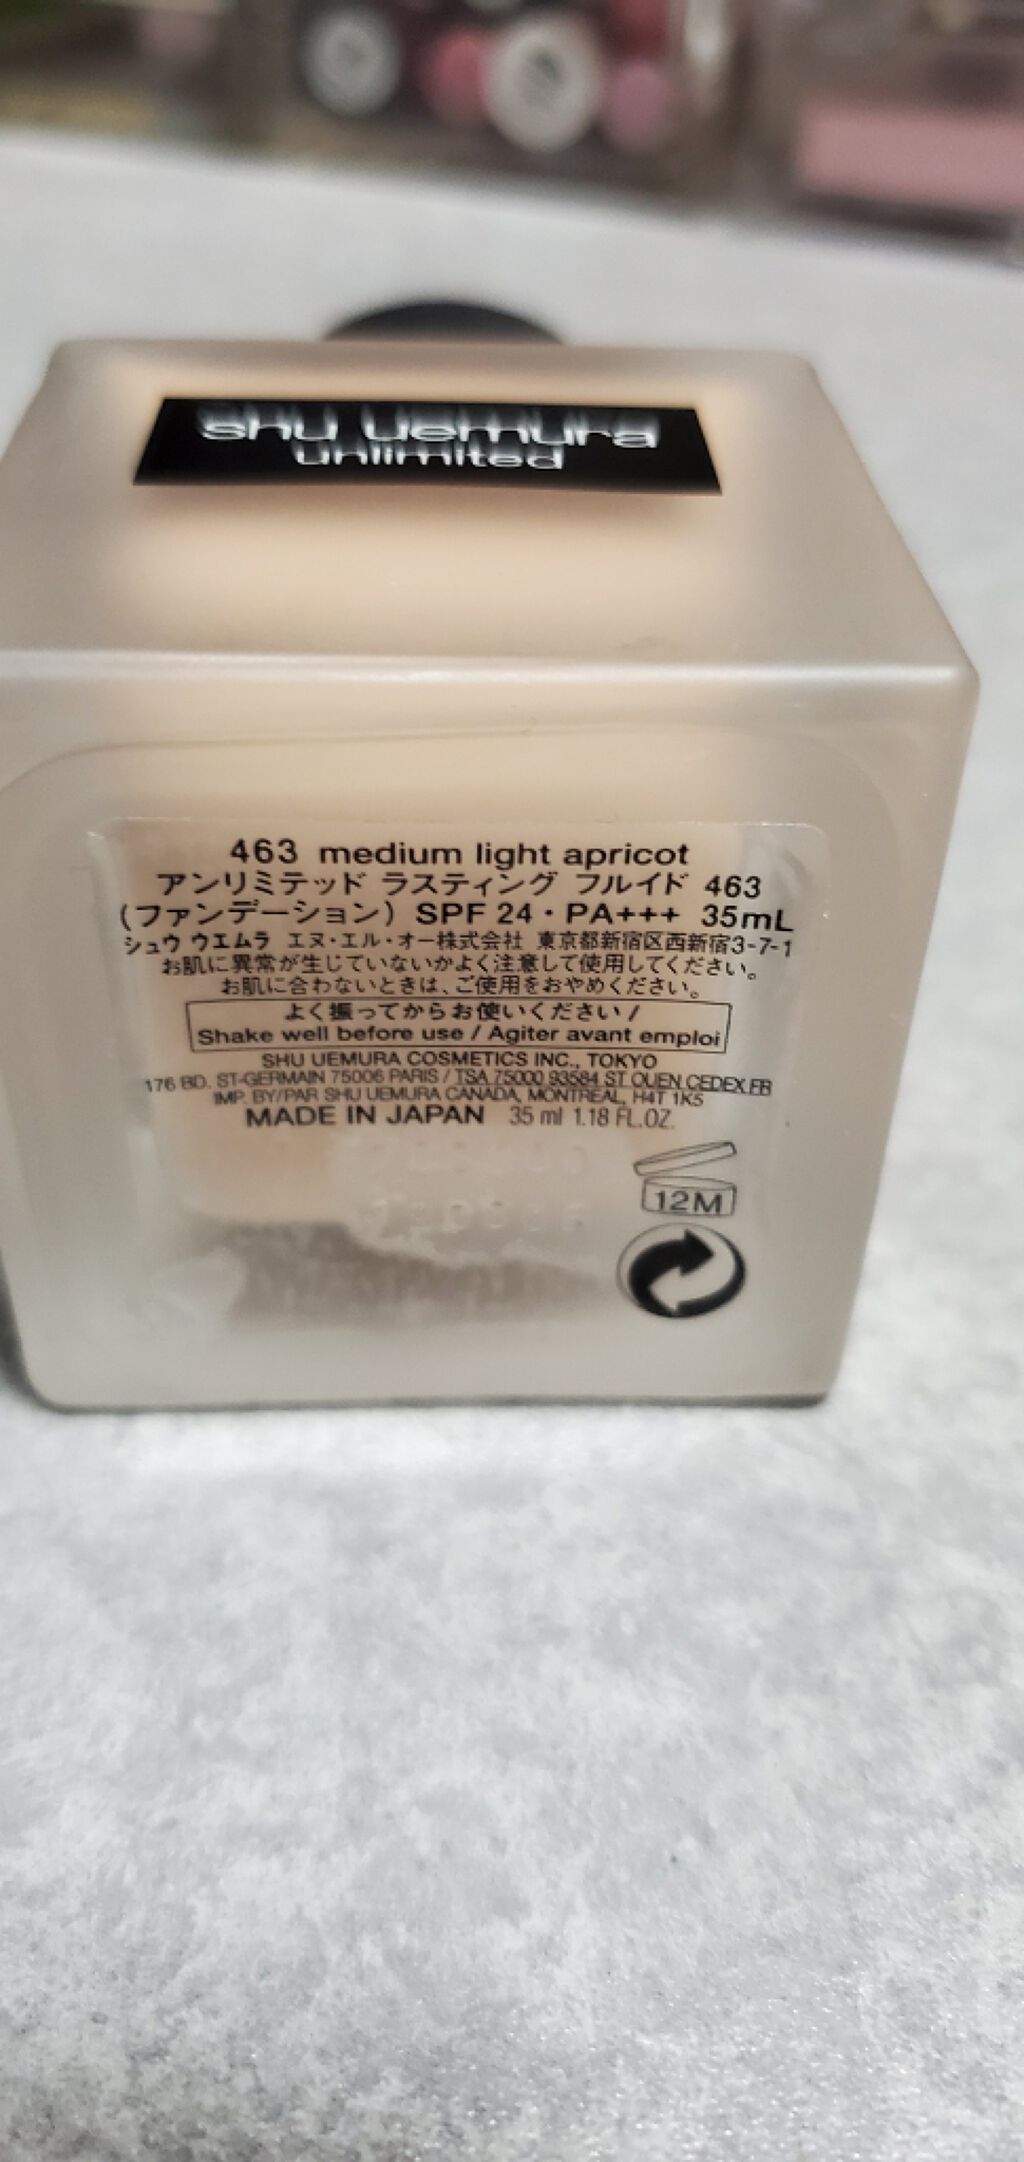 shu uemura
unlimited
463 medium light apricot
アンリミテッド ラスティング フルイド 463
(ファンデーション) SPF 24・PA+++ 35mL
シュウ ウエムラ エヌ・エル・オー株式会社 東京都新宿区西新宿3-7-1
お肌に異常が生じていないかよく注意して使用してください。
お肌に合わないときは、ご使用をおやめください。
よく振ってからお使いください /
Shake well before use / Agiter avant emploi
SHU UEMURA COSMETICS INC., TOKYO
176 BD. ST-GERMAIN 75006 PARIS / TSA 75000 93584 ST OUEN CEDEX FR
IMP. BY/PAR SHU UEMURA CANADA, MONTREAL, H4T 1K5
MADE IN JAPAN 35 ml 1.18 FL.OZ.
12M